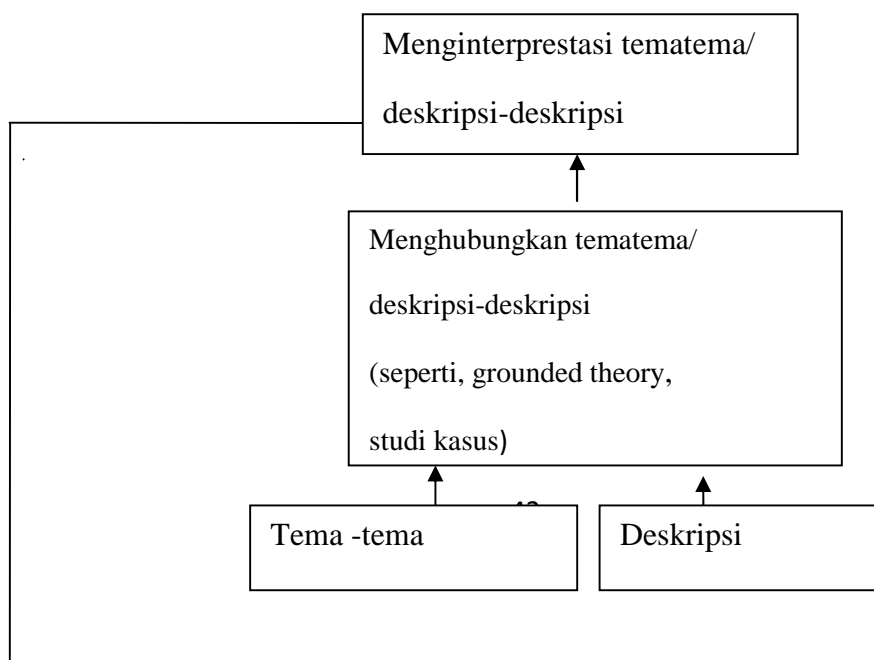 Menginterprestasi tematema/
deskripsi-deskripsi
Menghubungkan tematema/
deskripsi-deskripsi
(seperti, grounded theory,
studi kasus)
Tema -tema
Deskripsi